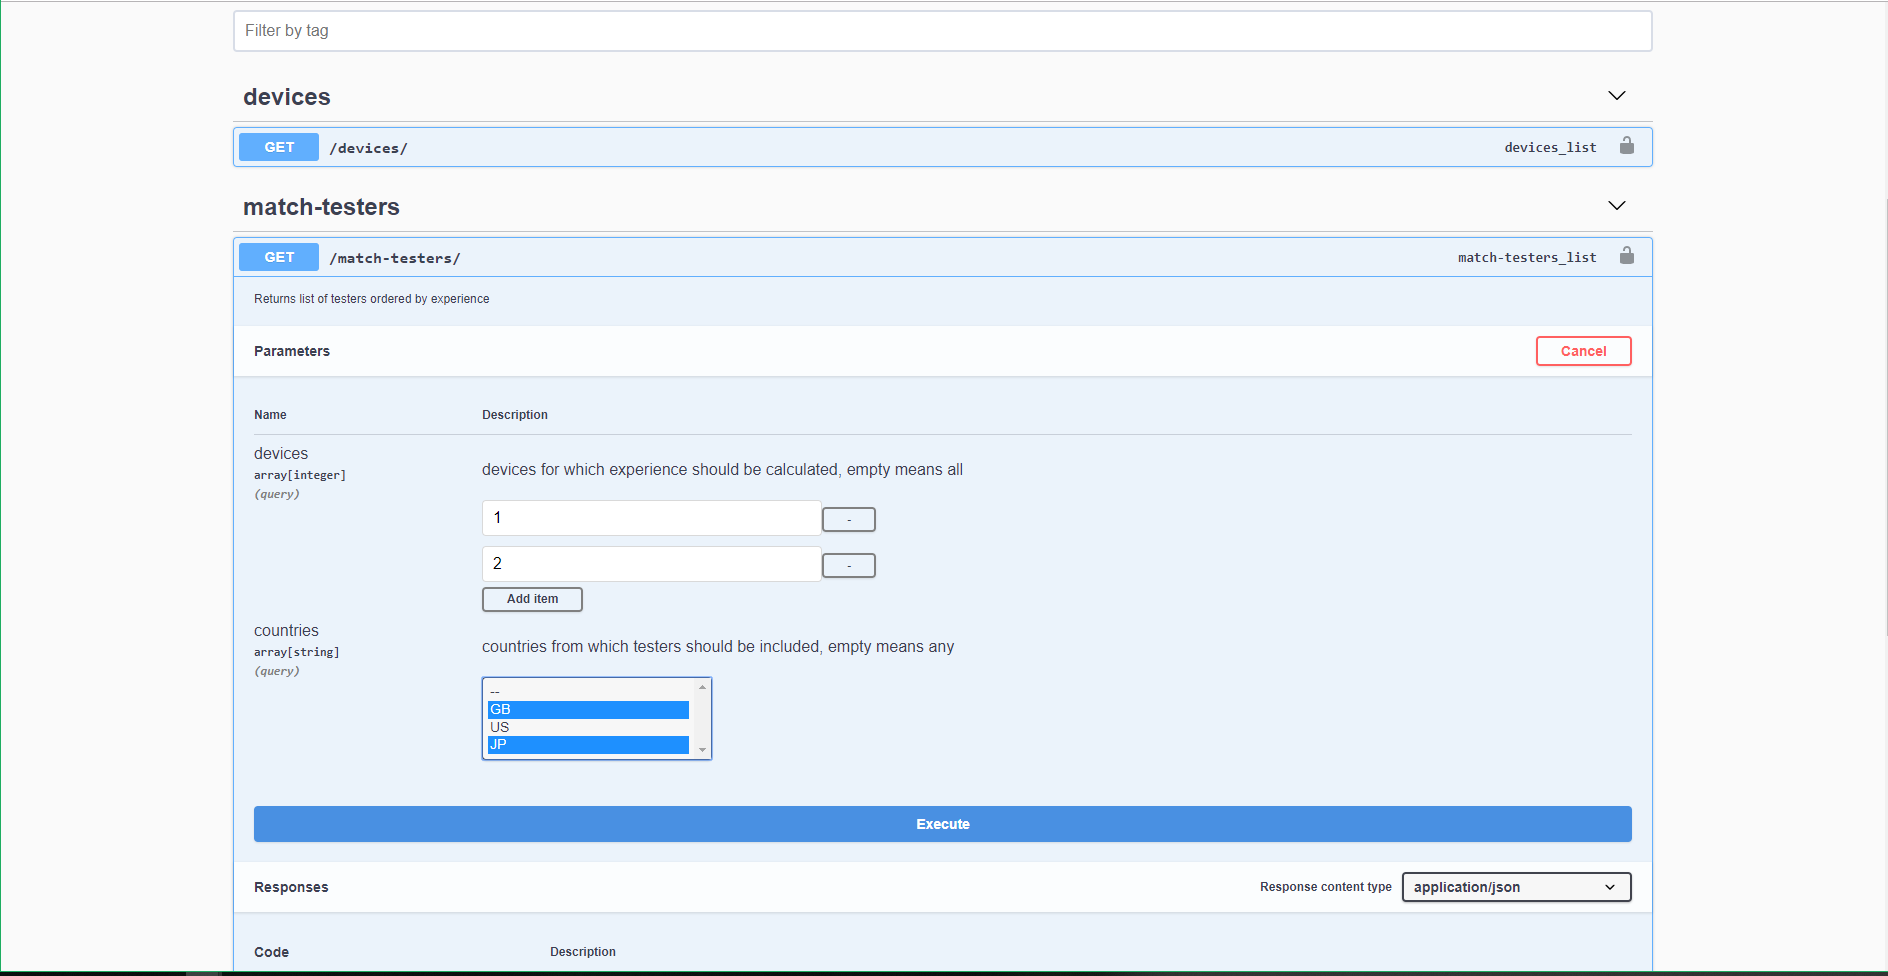 Filter by tag
devices
GET /devices/ devices_list
match-testers
GET /match-testers/ match-testers_list
Returns list of testers ordered by experience
Parameters Cancel
Name Description
devices
array[integer]
(query)
devices for which experience should be calculated, empty means all
1 -
2 -
Add item
countries
array[string]
(query)
countries from which testers should be included, empty means any
--
GB
US
JP
Execute
Responses Response content type application/json
Code Description